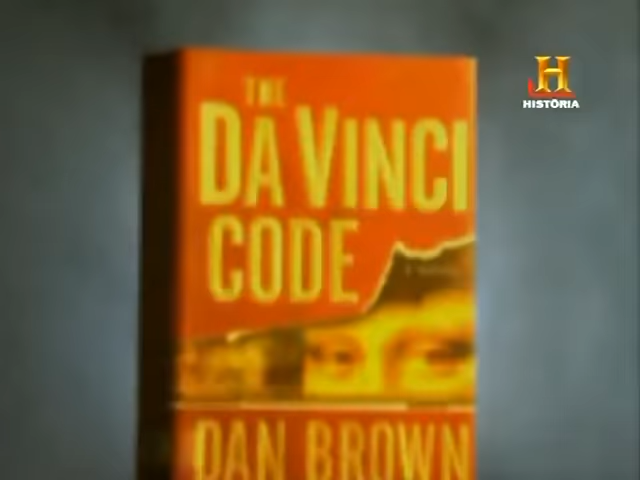 THE
DA VINCI
CODE
DAN BROWN
H
HISTÓRIA